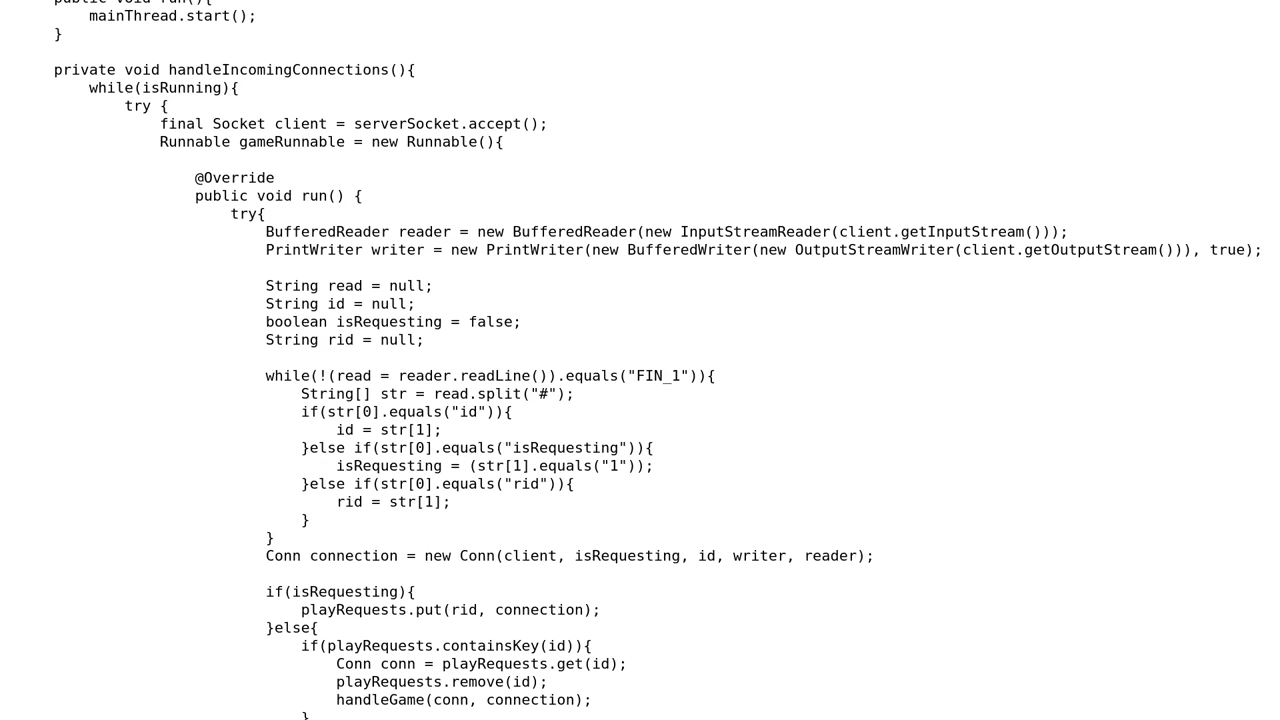 public void run(){
mainThread.start();
}
private void handleIncomingConnections(){
while(isRunning){
try {
final Socket client = serverSocket.accept();
Runnable gameRunnable = new Runnable(){
@Override
public void run() {
try{
BufferedReader reader = new BufferedReader(new InputStreamReader(client.getInputStream()));
PrintWriter writer = new PrintWriter(new BufferedWriter(new OutputStreamWriter(client.getOutputStream())), true);
String read = null;
String id = null;
boolean isRequesting = false;
String rid = null;
while(!(read = reader.readLine()).equals("FIN_1")){
String[] str = read.split("#");
if(str[0].equals("id")){
id = str[1];
}else if(str[0].equals("isRequesting")){
isRequesting = (str[1].equals("1"));
}else if(str[0].equals("rid")){
rid = str[1];
}
}
Conn connection = new Conn(client, isRequesting, id, writer, reader);
if(isRequesting){
playRequests.put(rid, connection);
}else{
if(playRequests.containsKey(id)){
Conn conn = playRequests.get(id);
playRequests.remove(id);
handleGame(conn, connection);
}